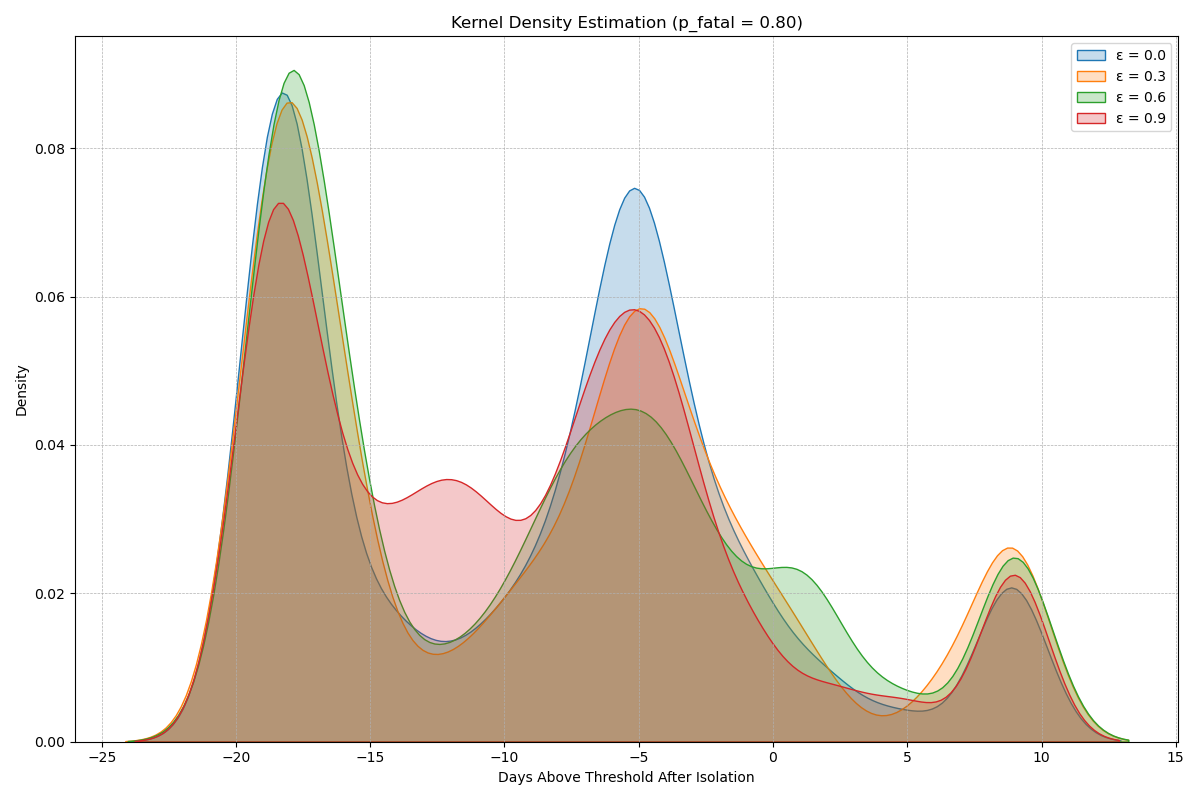 Kernel Density Estimation (p_fatal = 0.80)
ε = 0.0
ε = 0.3
ε = 0.6
ε = 0.9
Density
0.08
0.06
0.04
0.02
0.00
−25 −20 −15 −10 −5 0 5 10 15
Days Above Threshold After Isolation